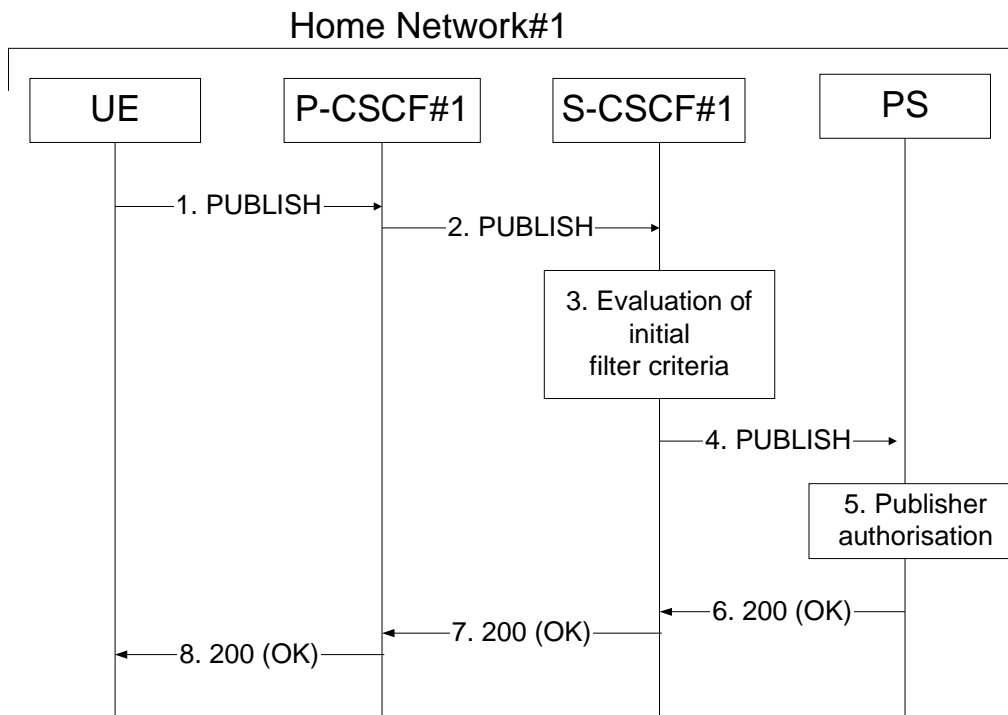 Home Network#1
UE
P-CSCF#1
S-CSCF#1
PS
1. PUBLISH
2. PUBLISH
3. Evaluation of
initial
filter criteria
4. PUBLISH
5. Publisher
authorisation
6. 200 (OK)
7. 200 (OK)
8. 200 (OK)